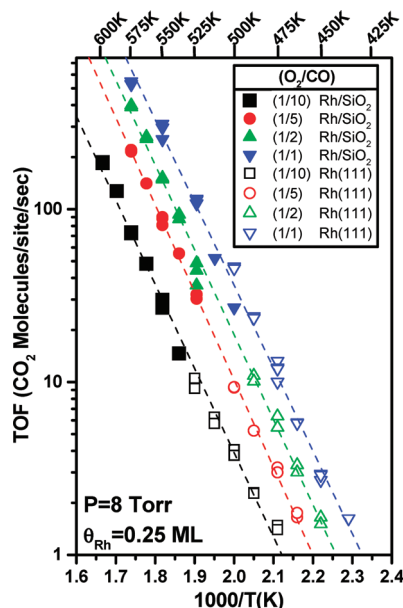 600K 575K 550K 525K 500K 475K 450K 425K
(O₂/CO)
(1/10) Rh/SiO₂
(1/5) Rh/SiO₂
(1/2) Rh/SiO₂
(1/1) Rh/SiO₂
(1/10) Rh(111)
(1/5) Rh(111)
(1/2) Rh(111)
(1/1) Rh(111)
TOF (CO₂ Molecules/site/sec)
100
10
1
P=8 Torr
θRh=0.25 ML
1.6 1.7 1.8 1.9 2.0 2.1 2.2 2.3 2.4
1000/T(K)